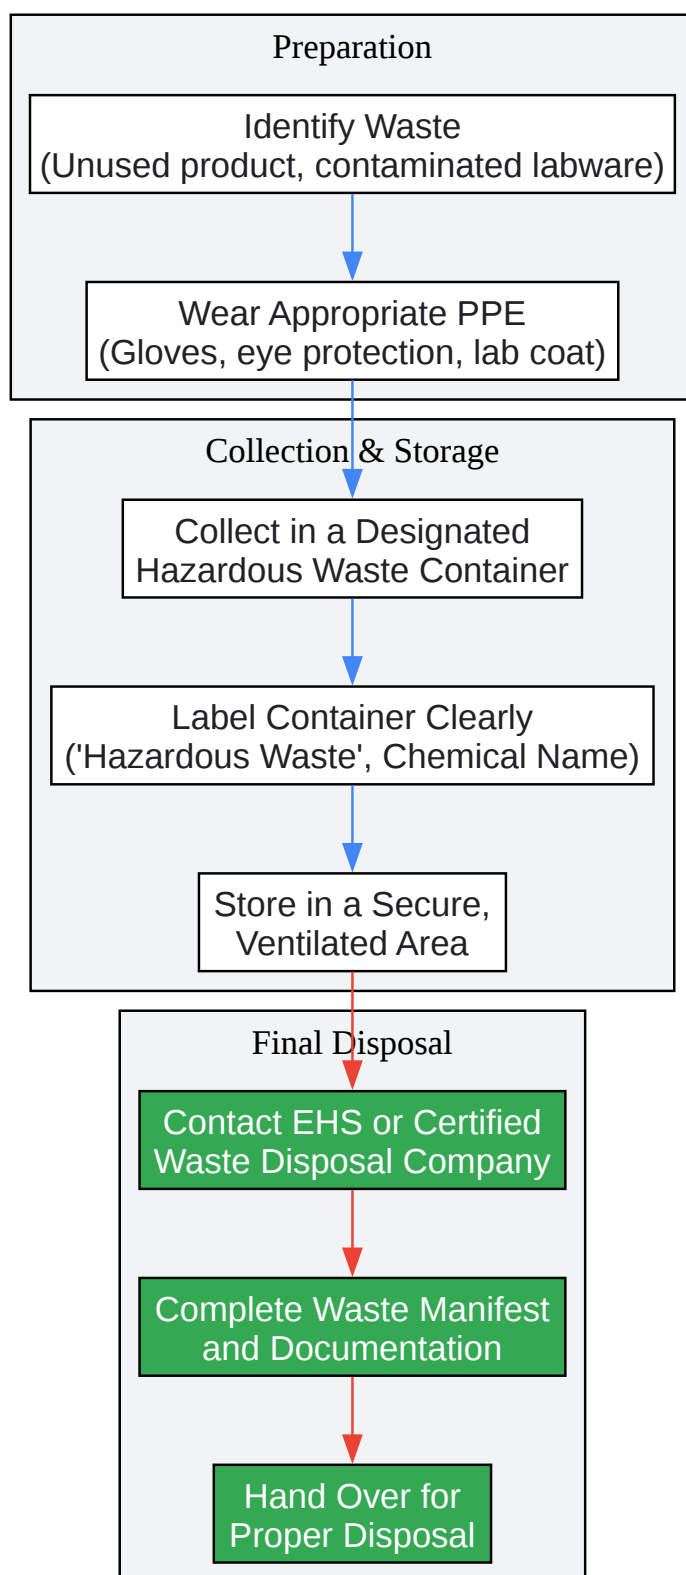 Preparation
Identify Waste
(Unused product, contaminated labware)
Wear Appropriate PPE
(Gloves, eye protection, lab coat)
Collection & Storage
Collect in a Designated
Hazardous Waste Container
Label Container Clearly
('Hazardous Waste', Chemical Name)
Store in a Secure,
Ventilated Area
Final Disposal
Contact EHS or Certified
Waste Disposal Company
Complete Waste Manifest
and Documentation
Hand Over for
Proper Disposal